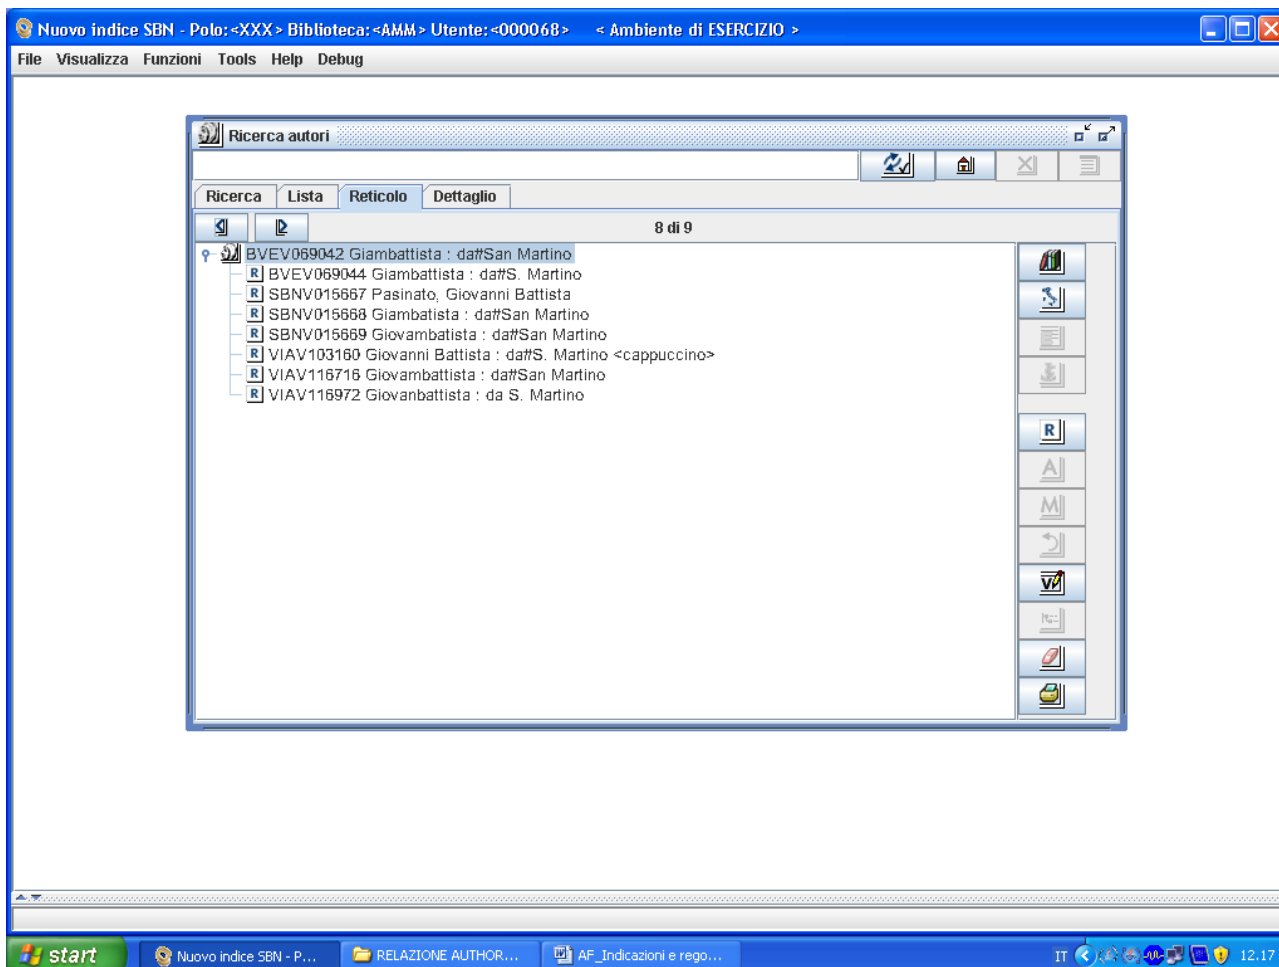 Nuovo indice SBN - Polo:<XXX> Biblioteca:<AMM> Utente:<000068> < Ambiente di ESERCIZIO >
File Visualizza Funzioni Tools Help Debug
Ricerca autori
Ricerca Lista Reticolo Dettaglio
8 di 9
BVEV069042 Giambattista : da#San Martino
R BVEV069044 Giambattista : da#S. Martino
R SBNV015667 Pasinato, Giovanni Battista
R SBNV015668 Giambatista : da#San Martino
R SBNV015669 Giovambatista : da#San Martino
R VIAV103160 Giovanni Battista : da#S. Martino <cappuccino>
R VIAV116716 Giovambattista : da#San Martino
R VIAV116972 Giovanbattista : da S. Martino
R
A
M
V
start Nuovo indice SBN - P... RELAZIONE AUTHOR... AF_Indicazioni e rego... IT 12.17